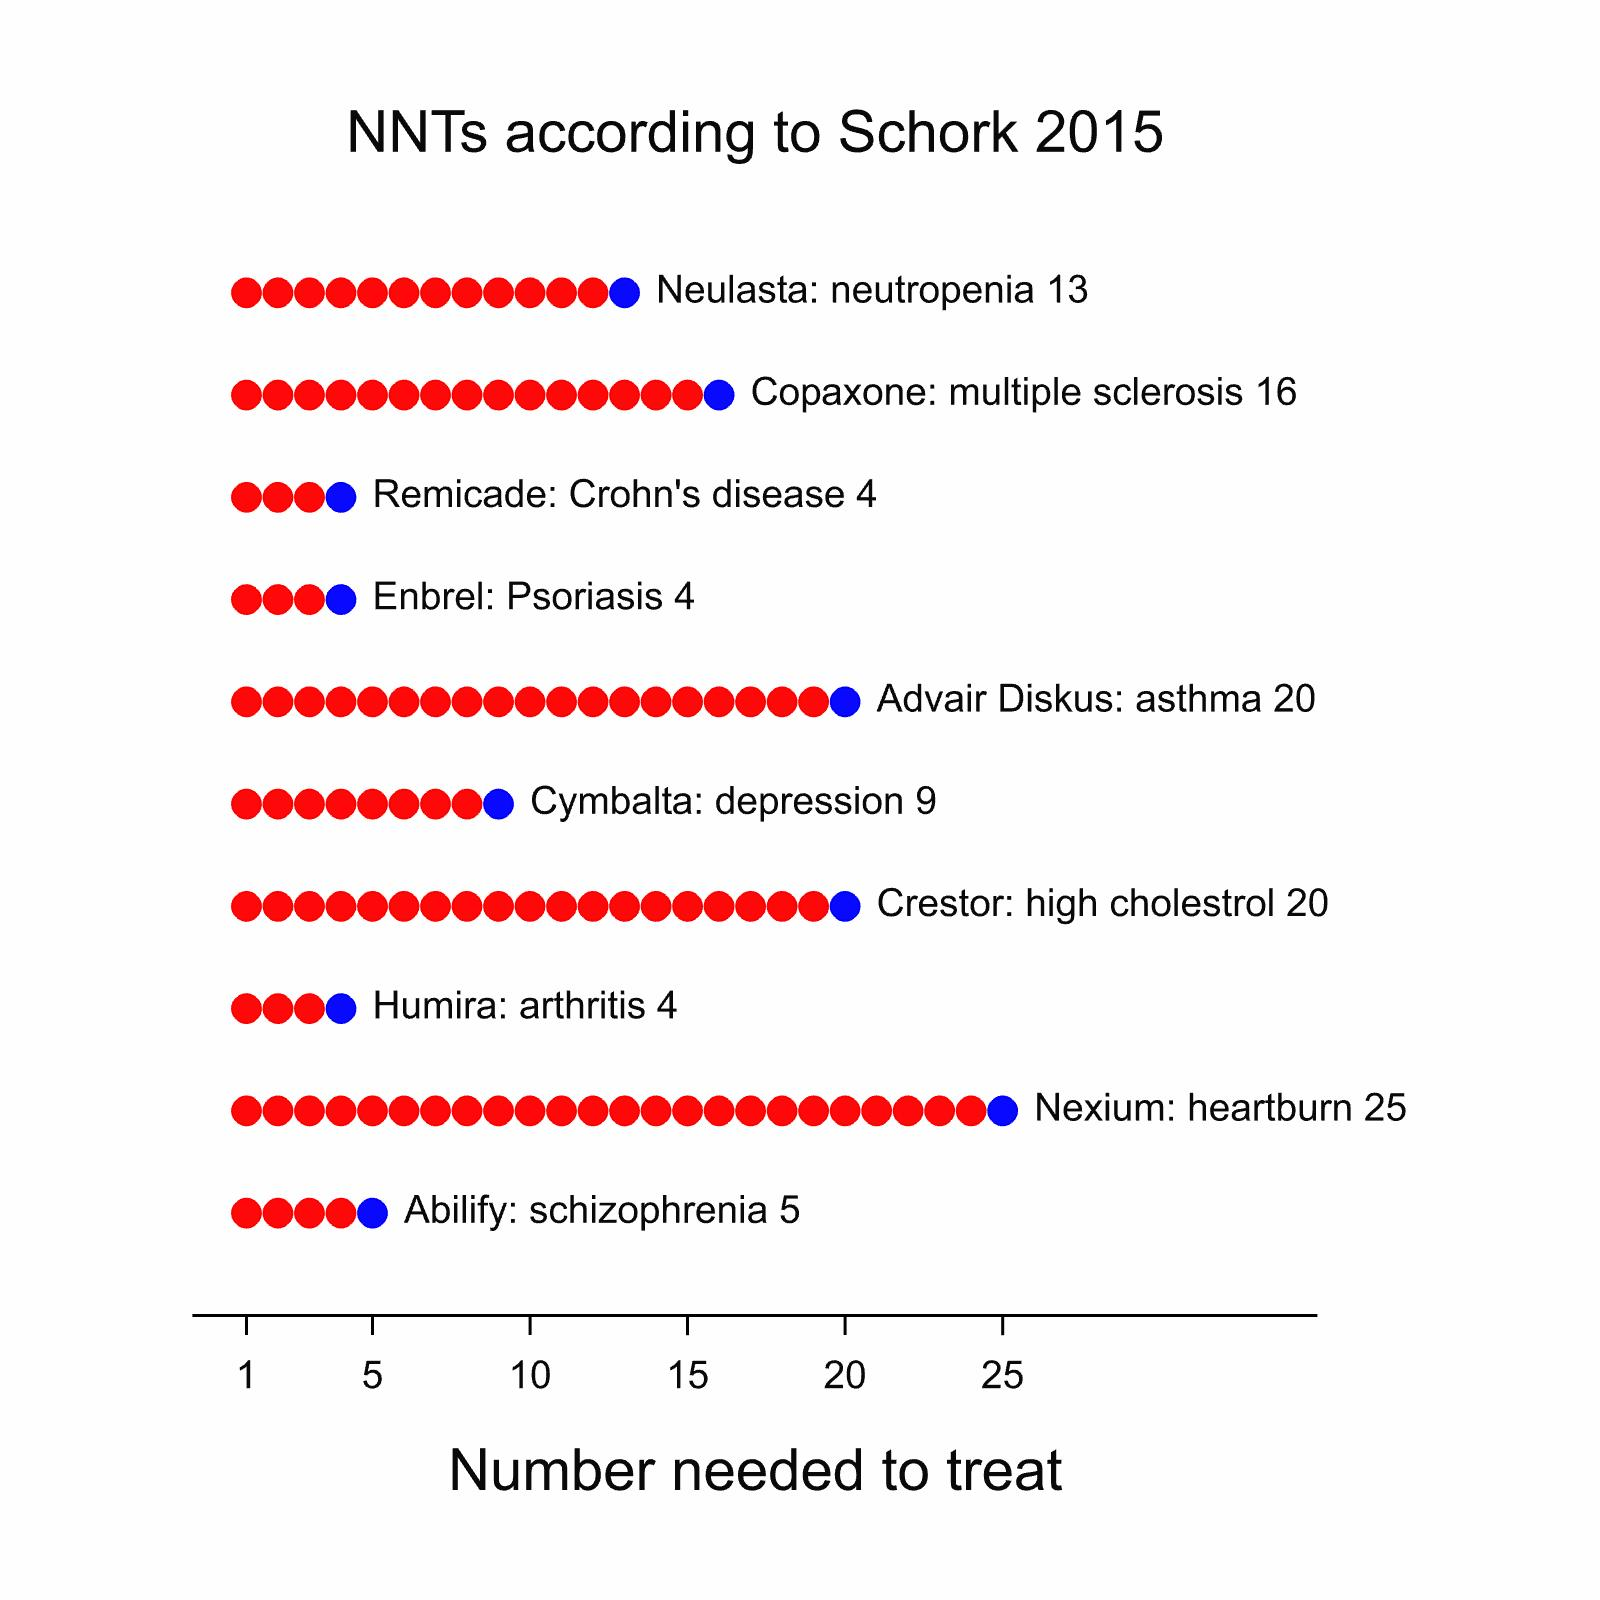 NNTs according to Schork 2015
Neulasta: neutropenia 13
Copaxone: multiple sclerosis 16
Remicade: Crohn's disease 4
Enbrel: Psoriasis 4
Advair Diskus: asthma 20
Cymbalta: depression 9
Crestor: high cholestrol 20
Humira: arthritis 4
Nexium: heartburn 25
Abilify: schizophrenia 5
1 5 10 15 20 25
Number needed to treat